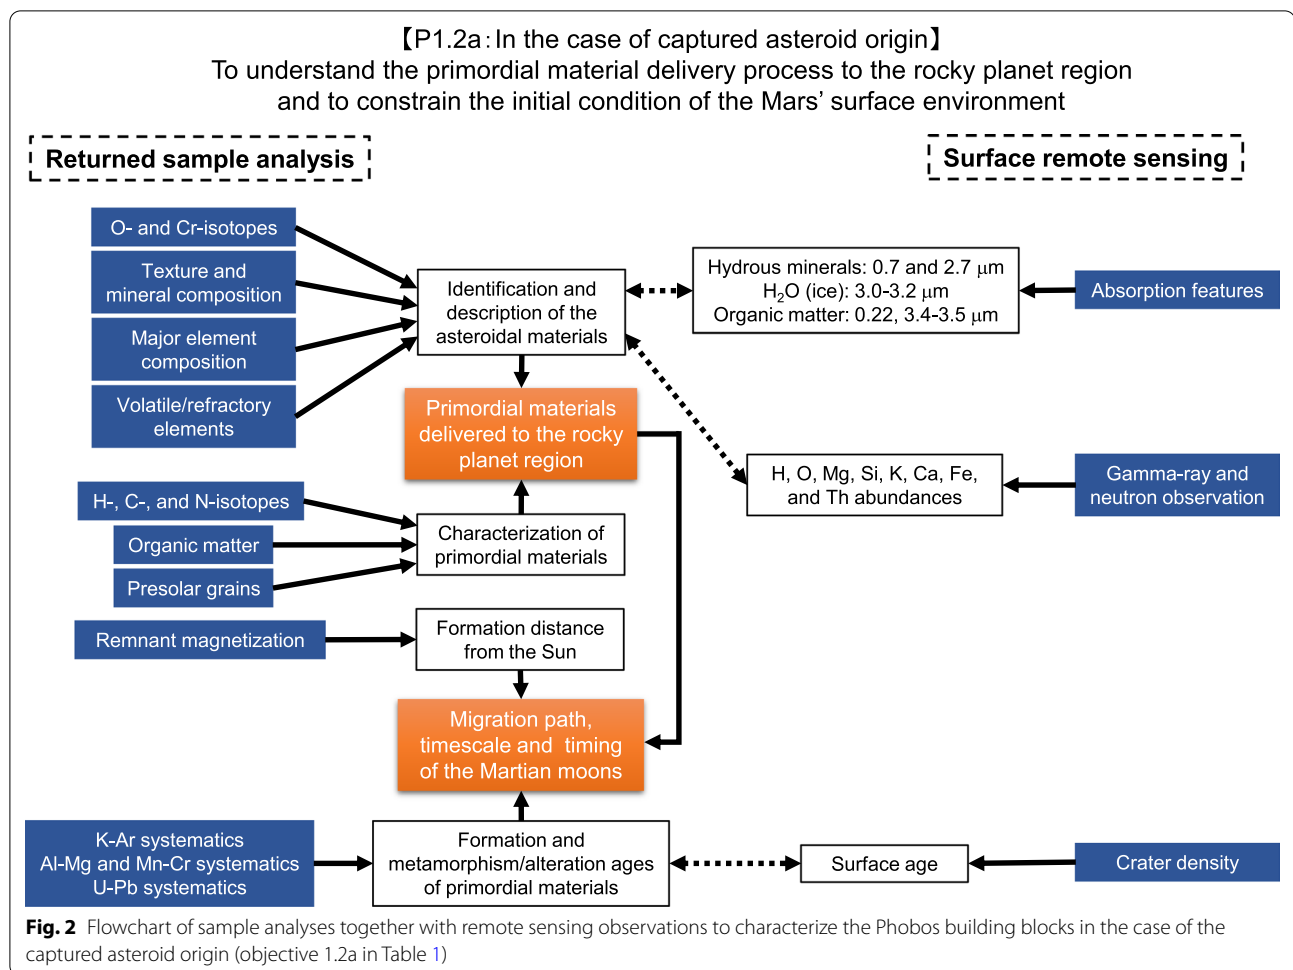 【P1.2a: In the case of captured asteroid origin】
To understand the primordial material delivery process to the rocky planet region
and to constrain the initial condition of the Mars' surface environment
Returned sample analysis
Surface remote sensing
O- and Cr-isotopes
Texture and
mineral composition
Major element
composition
Volatile/refractory
elements
Identification and
description of the
asteroidal materials
Hydrous minerals: 0.7 and 2.7 μm
H₂O (ice): 3.0-3.2 μm
Organic matter: 0.22, 3.4-3.5 μm
Absorption features
Primordial materials
delivered to the rocky
planet region
H, O, Mg, Si, K, Ca, Fe,
and Th abundances
Gamma-ray and
neutron observation
H-, C-, and N-isotopes
Organic matter
Presolar grains
Characterization of
primordial materials
Remnant magnetization
Formation distance
from the Sun
Migration path,
timescale and timing
of the Martian moons
K-Ar systematics
Al-Mg and Mn-Cr systematics
U-Pb systematics
Formation and
metamorphism/alteration ages
of primordial materials
Surface age
Crater density
Fig. 2 Flowchart of sample analyses together with remote sensing observations to characterize the Phobos building blocks in the case of the
captured asteroid origin (objective 1.2a in Table 1)